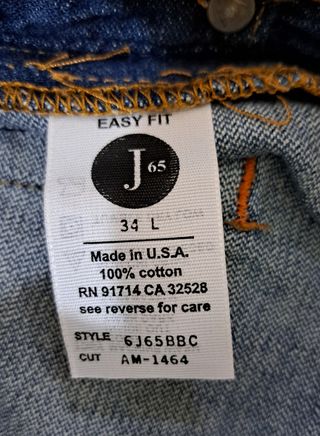 EASY FIT
J 65
34 L
Made in U.S.A.
100% cotton
RN 91714 CA 32528
see reverse for care
STYLE 6J65BBC
CUT AM-1464